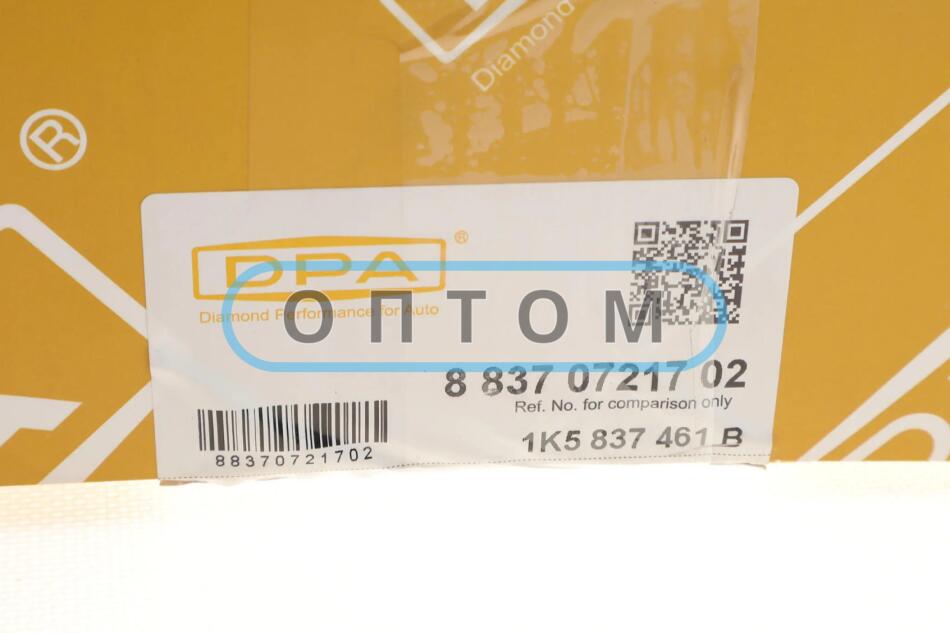 Diamond
®
DPA®
Diamond Performance for Auto
ОПТОМ
8 837 07217 02
Ref. No. for comparison only
88370721702
1K5 837 461 B